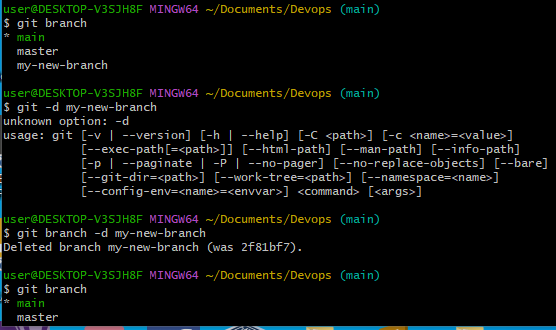 user@DESKTOP-V3SJH8F MINGW64 ~/Documents/Devops (main)
$ git branch
* main
  master
  my-new-branch

user@DESKTOP-V3SJH8F MINGW64 ~/Documents/Devops (main)
$ git -d my-new-branch
unknown option: -d
usage: git [-v | --version] [-h | --help] [-C <path>] [-c <name>=<value>]
           [--exec-path[=<path>]] [--html-path] [--man-path] [--info-path]
           [-p | --paginate | -P | --no-pager] [--no-replace-objects] [--bare]
           [--git-dir=<path>] [--work-tree=<path>] [--namespace=<name>]
           [--config-env=<name>=<envvar>] <command> [<args>]

user@DESKTOP-V3SJH8F MINGW64 ~/Documents/Devops (main)
$ git branch -d my-new-branch
Deleted branch my-new-branch (was 2f81bf7).

user@DESKTOP-V3SJH8F MINGW64 ~/Documents/Devops (main)
$ git branch
* main
  master